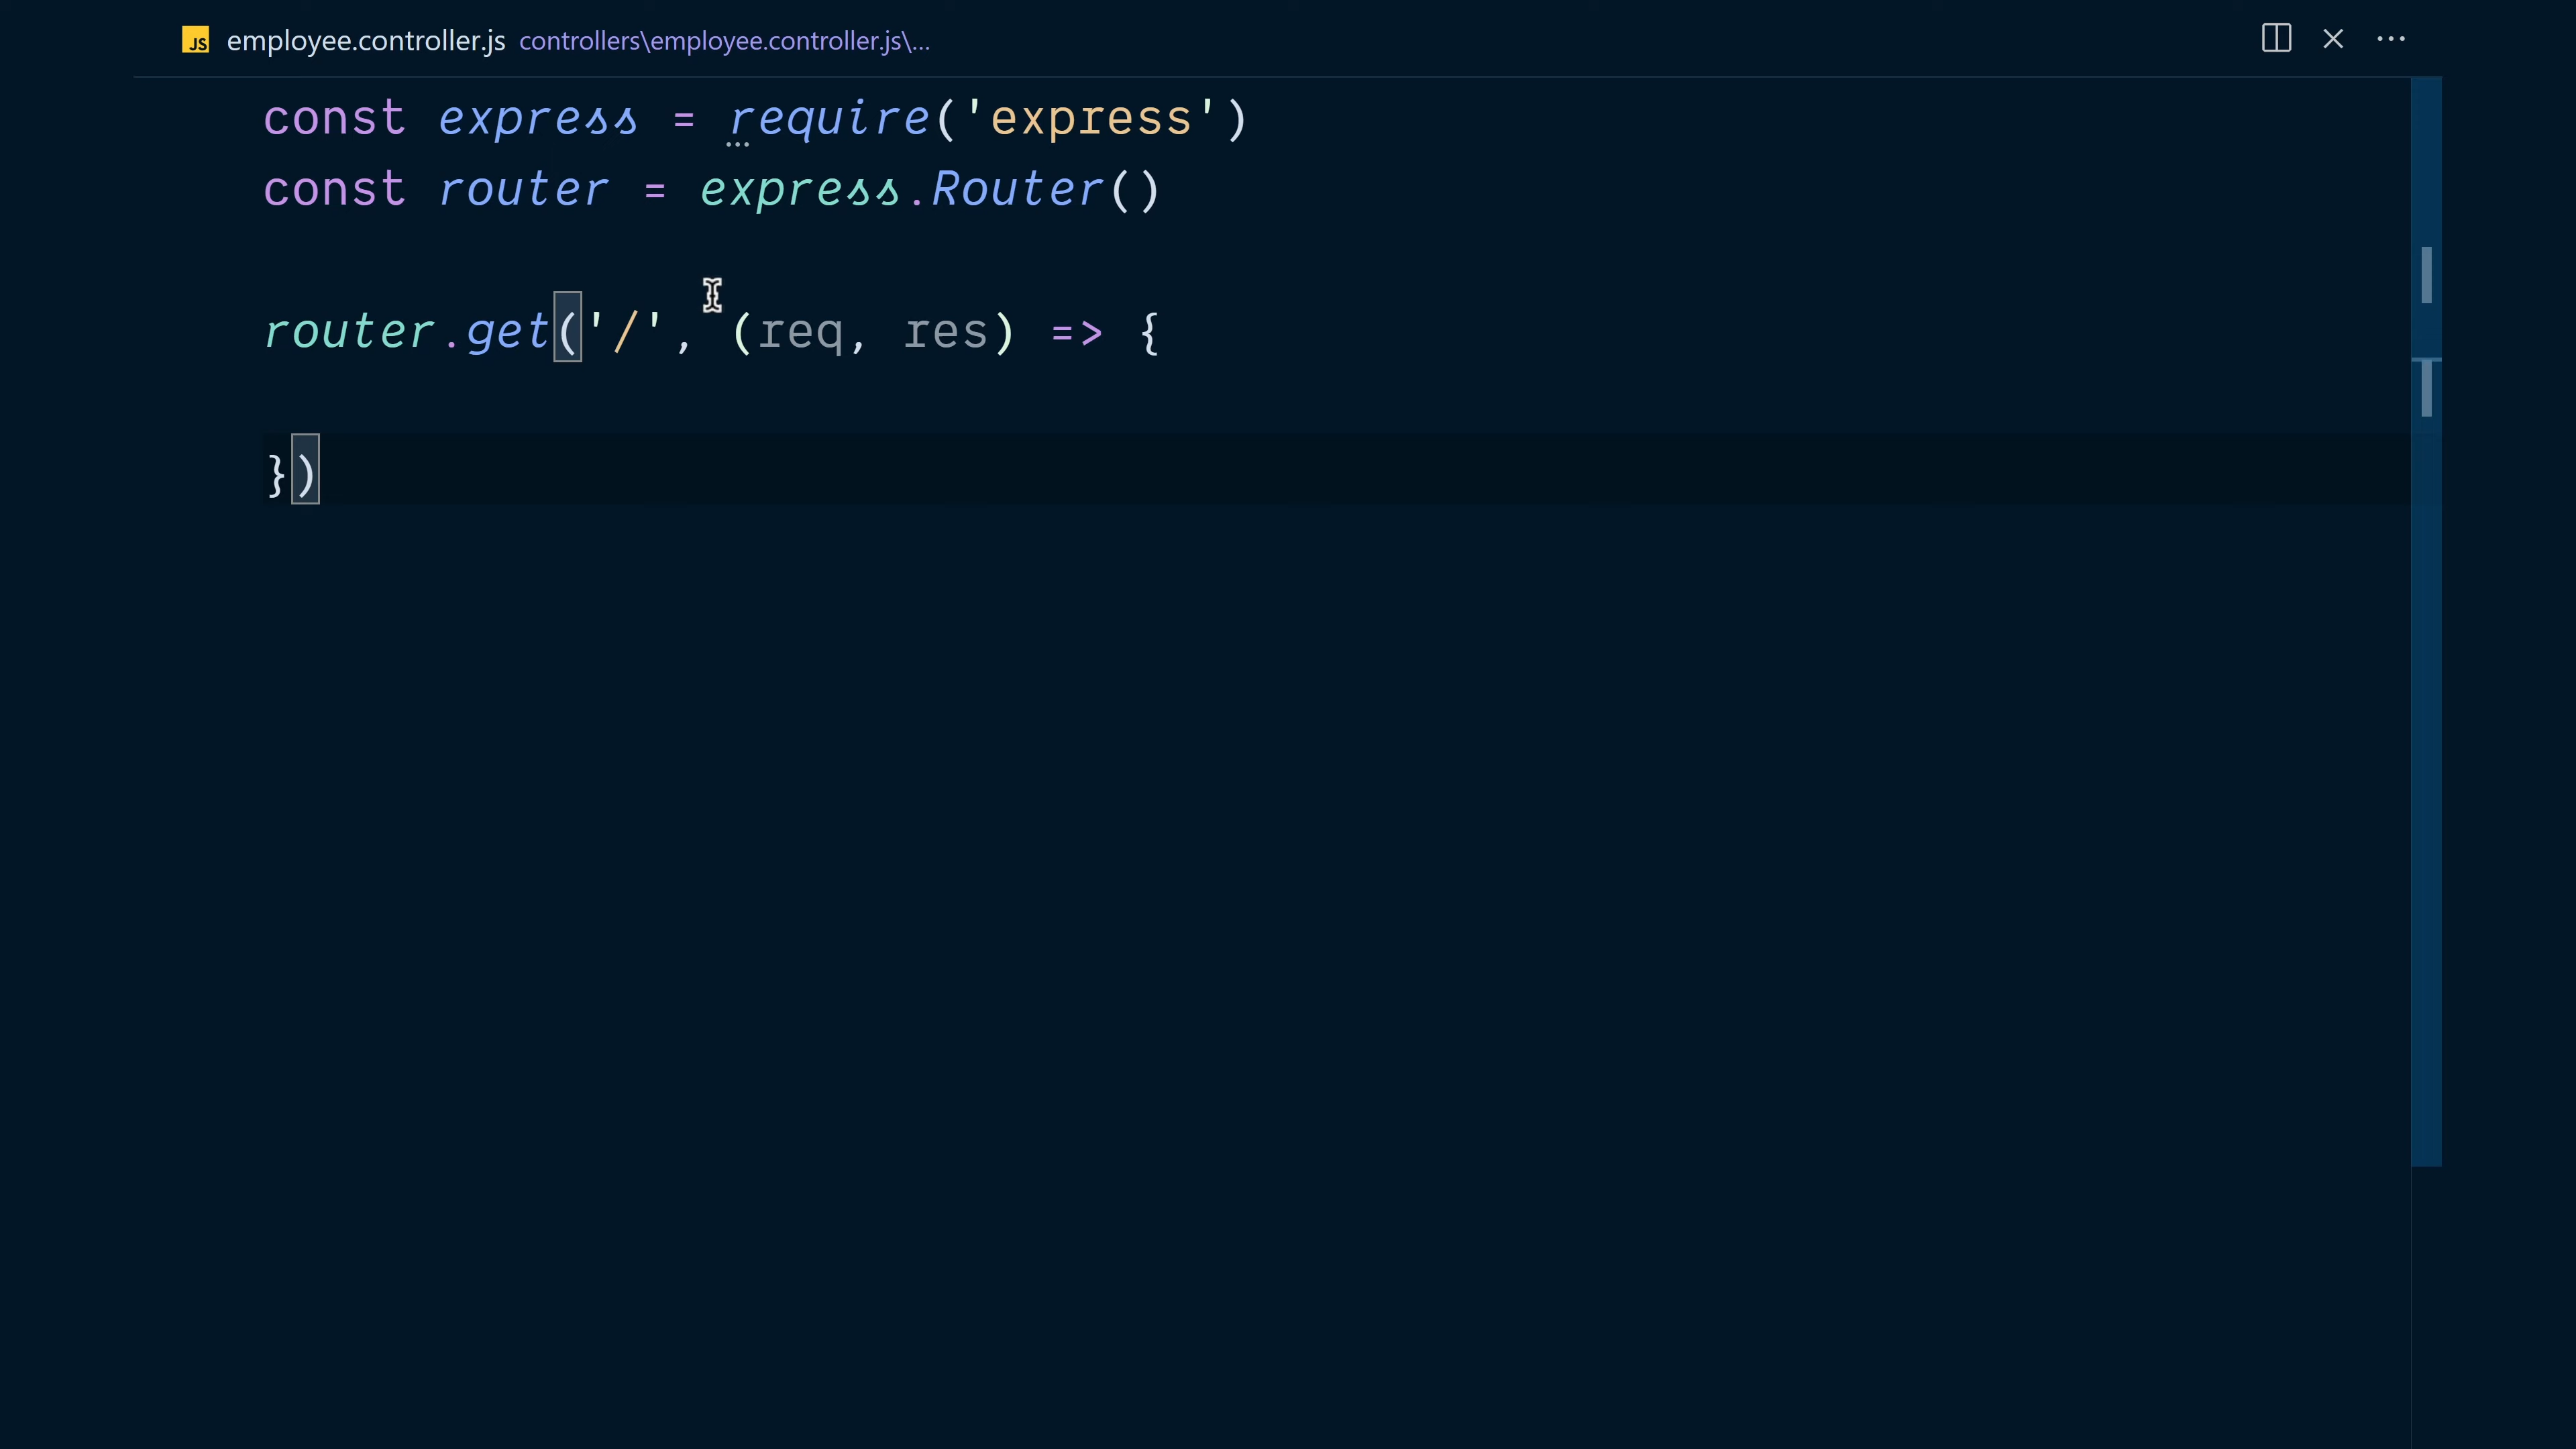 JS employee.controller.js controllers\employee.controller.js\...
const express = require('express')
const router = express.Router()
router.get('/', (req, res) => {
})